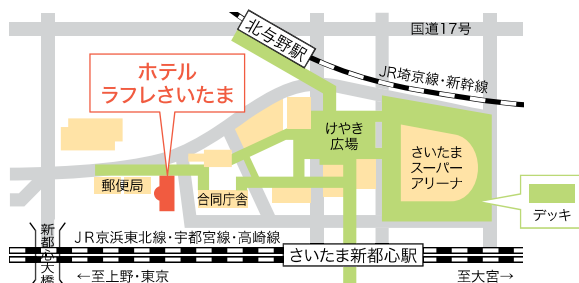 国道17号
北与野駅
JR埼京線・新幹線
ホテル
ラフレさいたま
けやき
広場
さいたま
スーパー
アリーナ
郵便局
合同庁舎
デッキ
新都心大橋
JR京浜東北線・宇都宮線・高崎線
さいたま新都心駅
←至上野・東京
至大宮→